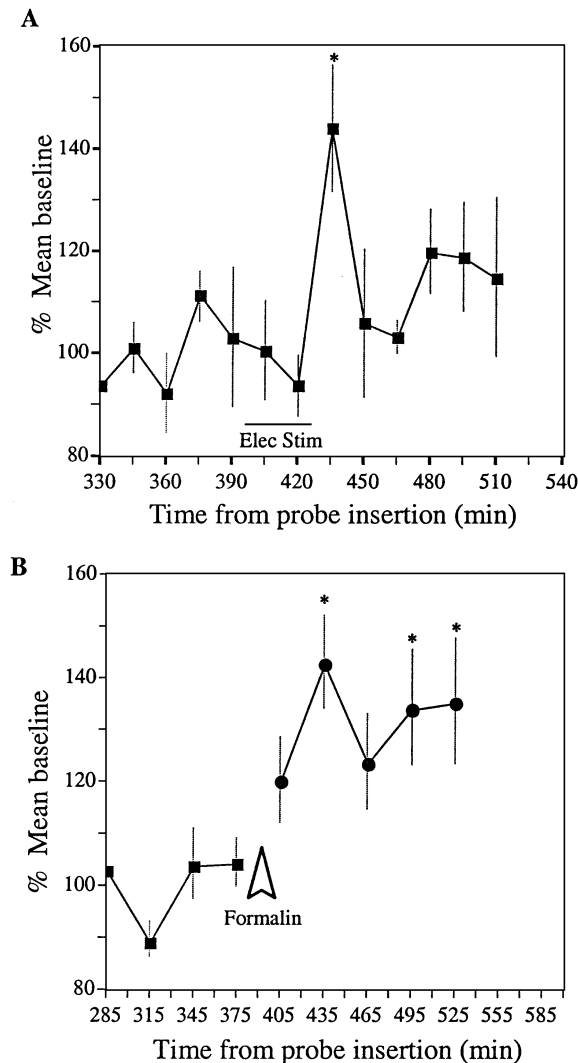 A
160
*
140
% Mean baseline
120
100
Elec Stim
80
330 360 390 420 450 480 510 540
Time from probe insertion (min)
B
160
*
* *
140
% Mean baseline
120
100
Formalin
80
285 315 345 375 405 435 465 495 525 555 585
Time from probe insertion (min)